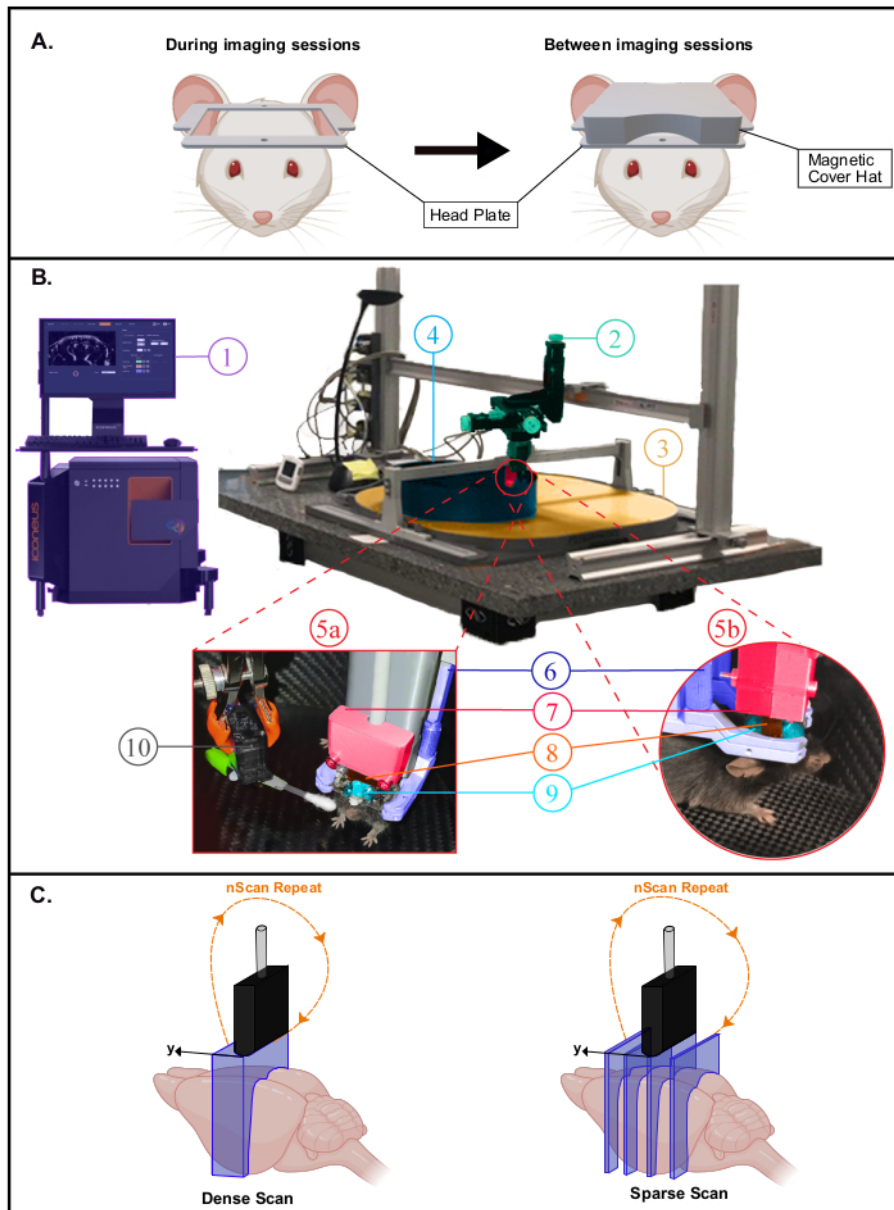 A.
During imaging sessions
Between imaging sessions
Magnetic
Cover Hat
Head Plate
B.
1
4
2
3
ICONEUS
iconeus
5a
5b
6
7
8
9
10
C.
nScan Repeat
nScan Repeat
y
y
Dense Scan
Sparse Scan